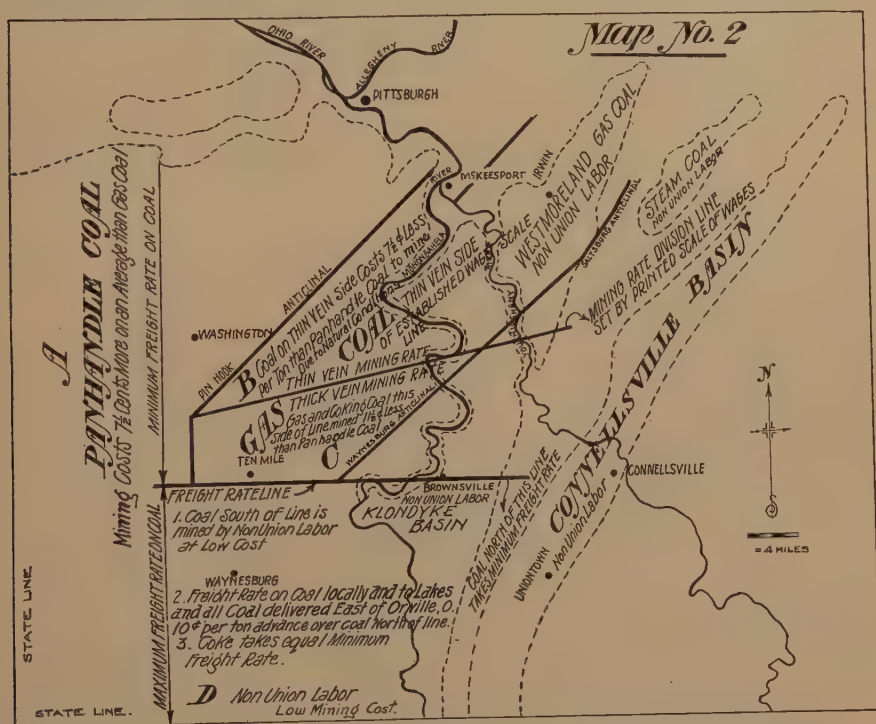 Map No. 2
OHIO RIVER
ALLEGHENY
RIVER
PITTSBURGH
A
PANHANDLE COAL
Mining Costs 7½ Cents More on an Average than Gas Coal
MINIMUM FREIGHT RATE ON COAL
RIVER
McKEESPORT
MONONGAHELA
IRWIN
WESTMORELAND GAS COAL
NON UNION LABOR
STEAM COAL
NON UNION LABOR
SALTSBURG ANTICLINAL
WASHINGTON
PIN HOOK
ANTICLINAL
B
Coal on THIN VEIN Side Costs 7½¢ Less
per Ton than Panhandle Coal to mine,
Due to Natural Conditions
GAS COAL
THIN VEIN SIDE
OF ESTABLISHED WAGE SCALE
LINE
THIN VEIN MINING RATE
THICK VEIN MINING RATE
Gas and Coking Coal this
side of Line mined 11½¢ Less
than Panhandle Coal
MINING RATE DIVISION LINE
SET BY PRINTED SCALE OF WAGES
CONNELLSVILLE BASIN
C
WAYNESBURG ANTICLINAL
TEN MILE
N
S
= 4 MILES
CONNELLSVILLE
BROWNSVILLE
NON UNION LABOR
KLONDYKE
BASIN
COAL NORTH OF THIS LINE
TAKES MINIMUM FREIGHT RATE
UNIONTOWN
Non Union Labor
FREIGHT RATE LINE
1. Coal South of Line is
mined by Non Union Labor
at Low Cost
WAYNESBURG
2. Freight Rate on Coal locally and to Lakes
and all Coal delivered East of Orville, O.
10¢ per ton advance over coal North of line.
3. Coke takes equal Minimum
Freight Rate.
MAXIMUM FREIGHT RATE ON COAL
STATE LINE
STATE LINE.
D
Non Union Labor
Low Mining Cost.